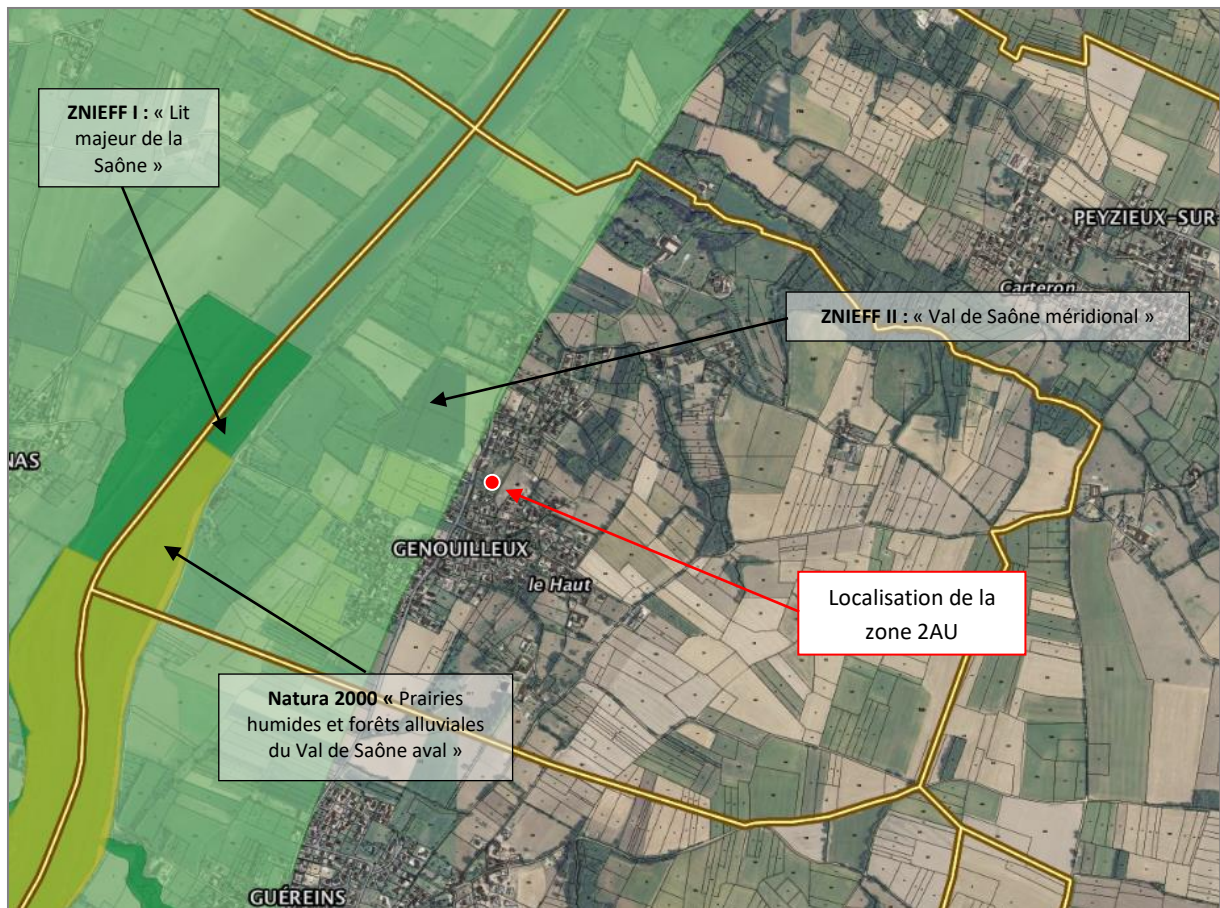 ZNIEFF I : « Lit
majeur de la
Saône »
PEYZIEUX-SUR
Carteron
ZNIEFF II : « Val de Saône méridional »
NAS
GENOUILLEUX
le Haut
Localisation de la
zone 2AU
Natura 2000 « Prairies
humides et forêts alluviales
du Val de Saône aval »
GUÉREINS